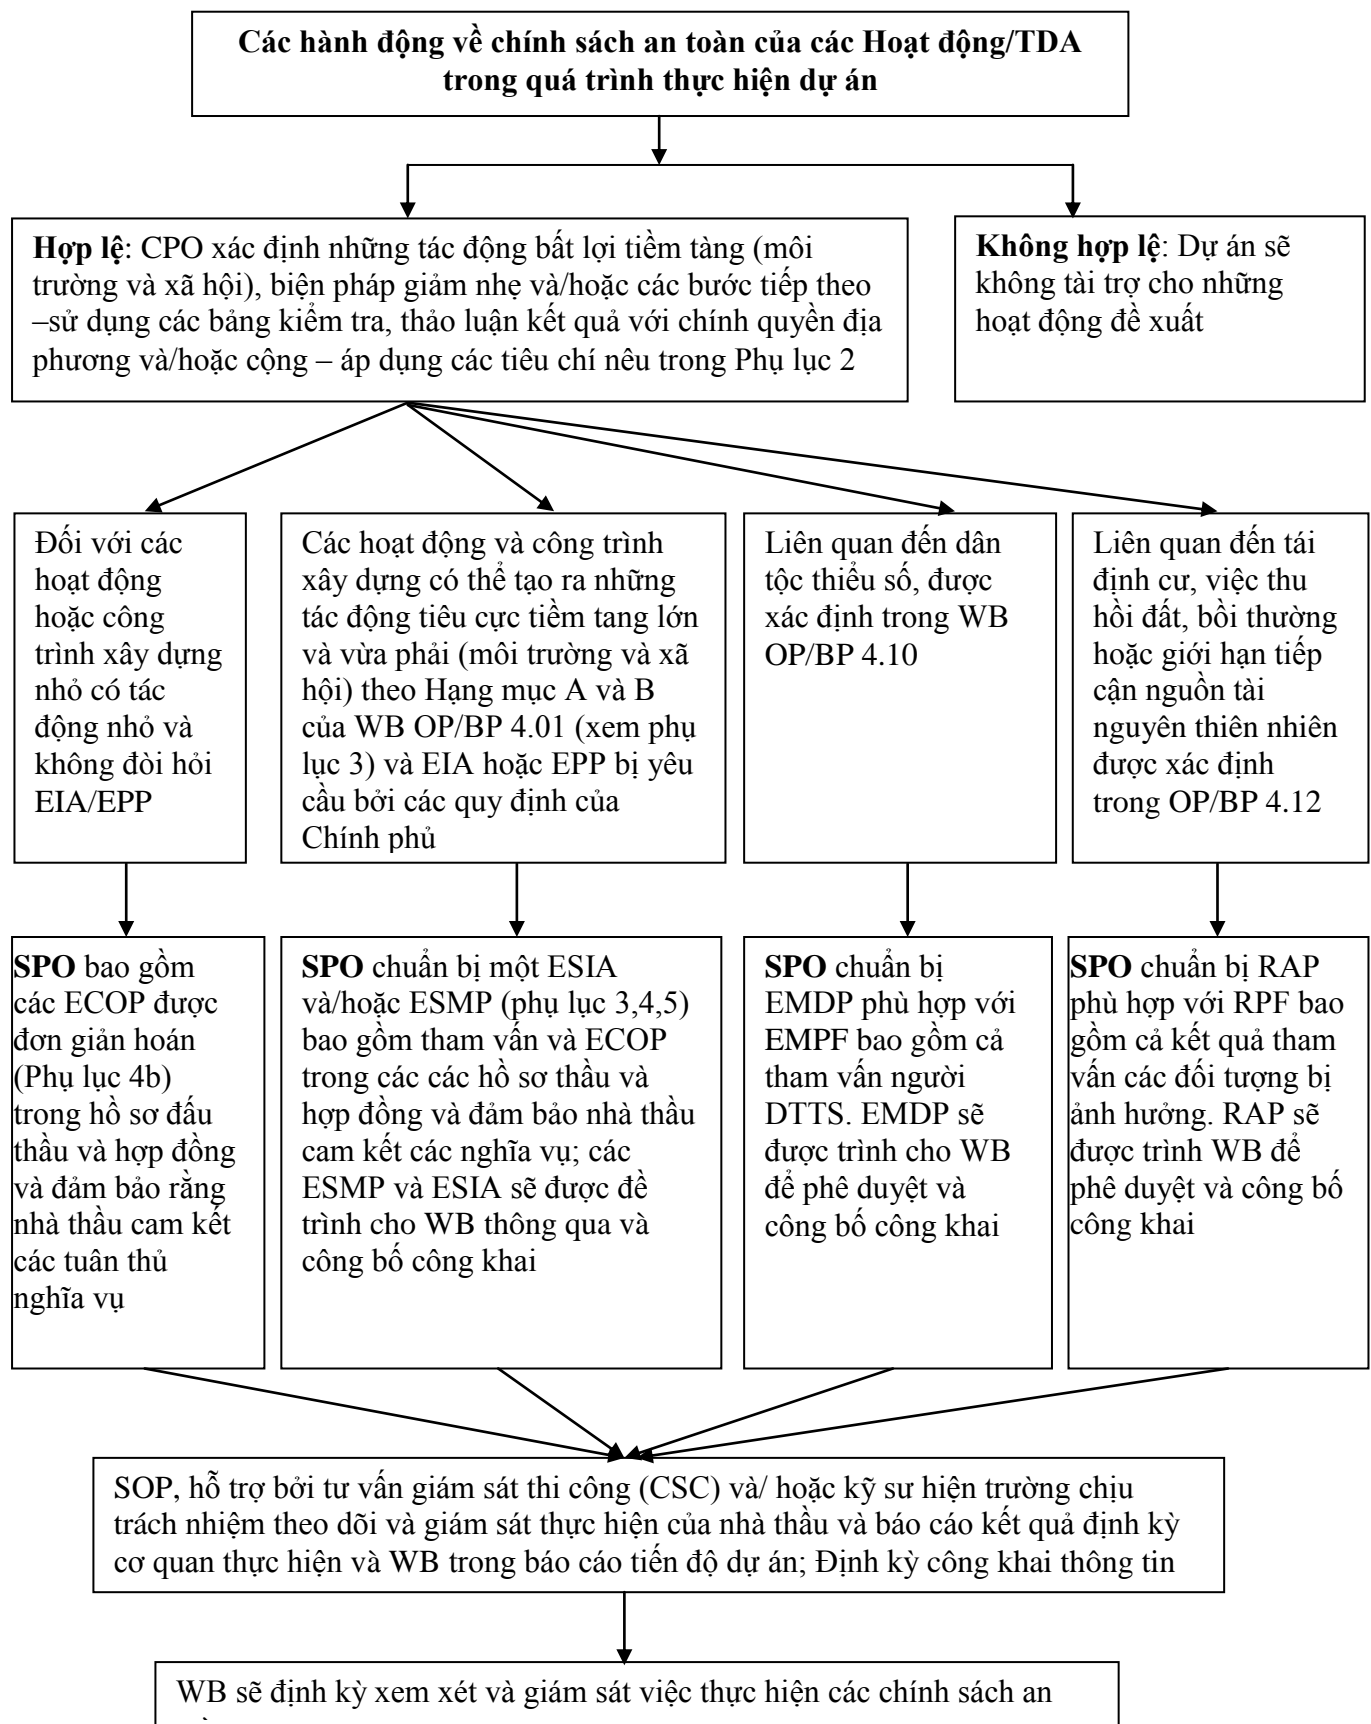 Các hành động về chính sách an toàn của các Hoạt động/TDA
trong quá trình thực hiện dự án
Hợp lệ: CPO xác định những tác động bất lợi tiềm tàng (môi
trường và xã hội), biện pháp giảm nhẹ và/hoặc các bước tiếp theo
–sử dụng các bảng kiểm tra, thảo luận kết quả với chính quyền địa
phương và/hoặc cộng – áp dụng các tiêu chí nêu trong Phụ lục 2
Không hợp lệ: Dự án sẽ
không tài trợ cho những
hoạt động đề xuất
Đối với các
hoạt động
hoặc công
trình xây dựng
nhỏ có tác
động nhỏ và
không đòi hỏi
EIA/EPP
Các hoạt động và công trình
xây dựng có thể tạo ra những
tác động tiêu cực tiềm tang lớn
và vừa phải (môi trường và xã
hội) theo Hạng mục A và B
của WB OP/BP 4.01 (xem phụ
lục 3) và EIA hoặc EPP bị yêu
cầu bởi các quy định của
Chính phủ
Liên quan đến dân
tộc thiểu số, được
xác định trong WB
OP/BP 4.10
Liên quan đến tái
định cư, việc thu
hồi đất, bồi thường
hoặc giới hạn tiếp
cận nguồn tài
nguyên thiên nhiên
được xác định
trong OP/BP 4.12
SPO bao gồm
các ECOP được
đơn giản hoán
(Phụ lục 4b)
trong hồ sơ đấu
thầu và hợp đồng
và đảm bảo rằng
nhà thầu cam kết
các tuân thủ
nghĩa vụ
SPO chuẩn bị một ESIA
và/hoặc ESMP (phụ lục 3,4,5)
bao gồm tham vấn và ECOP
trong các các hồ sơ thầu và
hợp đồng và đảm bảo nhà thầu
cam kết các nghĩa vụ; các
ESMP và ESIA sẽ được đề
trình cho WB thông qua và
công bố công khai
SPO chuẩn bị
EMDP phù hợp với
EMPF bao gồm cả
tham vấn người
DTTS. EMDP sẽ
được trình cho WB
để phê duyệt và
công bố công khai
SPO chuẩn bị RAP
phù hợp với RPF bao
gồm cả kết quả tham
vấn các đối tượng bị
ảnh hưởng. RAP sẽ
được trình WB để
phê duyệt và công bố
công khai
SOP, hỗ trợ bởi tư vấn giám sát thi công (CSC) và/ hoặc kỹ sư hiện trường chịu
trách nhiệm theo dõi và giám sát thực hiện của nhà thầu và báo cáo kết quả định kỳ
cơ quan thực hiện và WB trong báo cáo tiến độ dự án; Định kỳ công khai thông tin
WB sẽ định kỳ xem xét và giám sát việc thực hiện các chính sách an